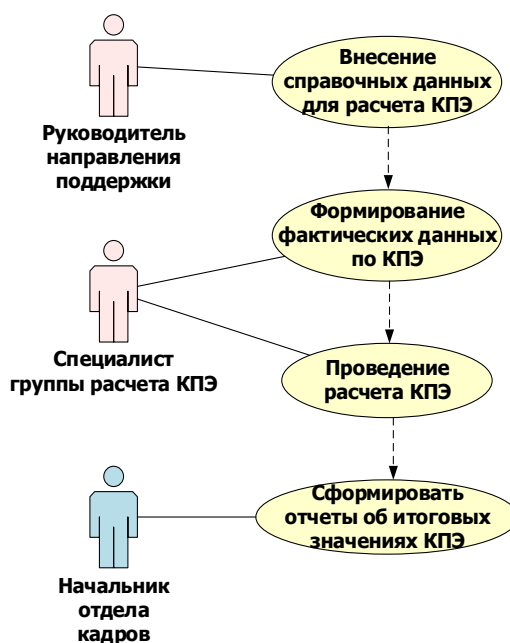 Внесение
справочных данных
для расчета КПЭ
Руководитель
направления
поддержки
Формирование
фактических данных
по КПЭ
Специалист
группы расчета КПЭ
Проведение
расчета КПЭ
Сформировать
отчеты об итоговых
значениях КПЭ
Начальник
отдела
кадров